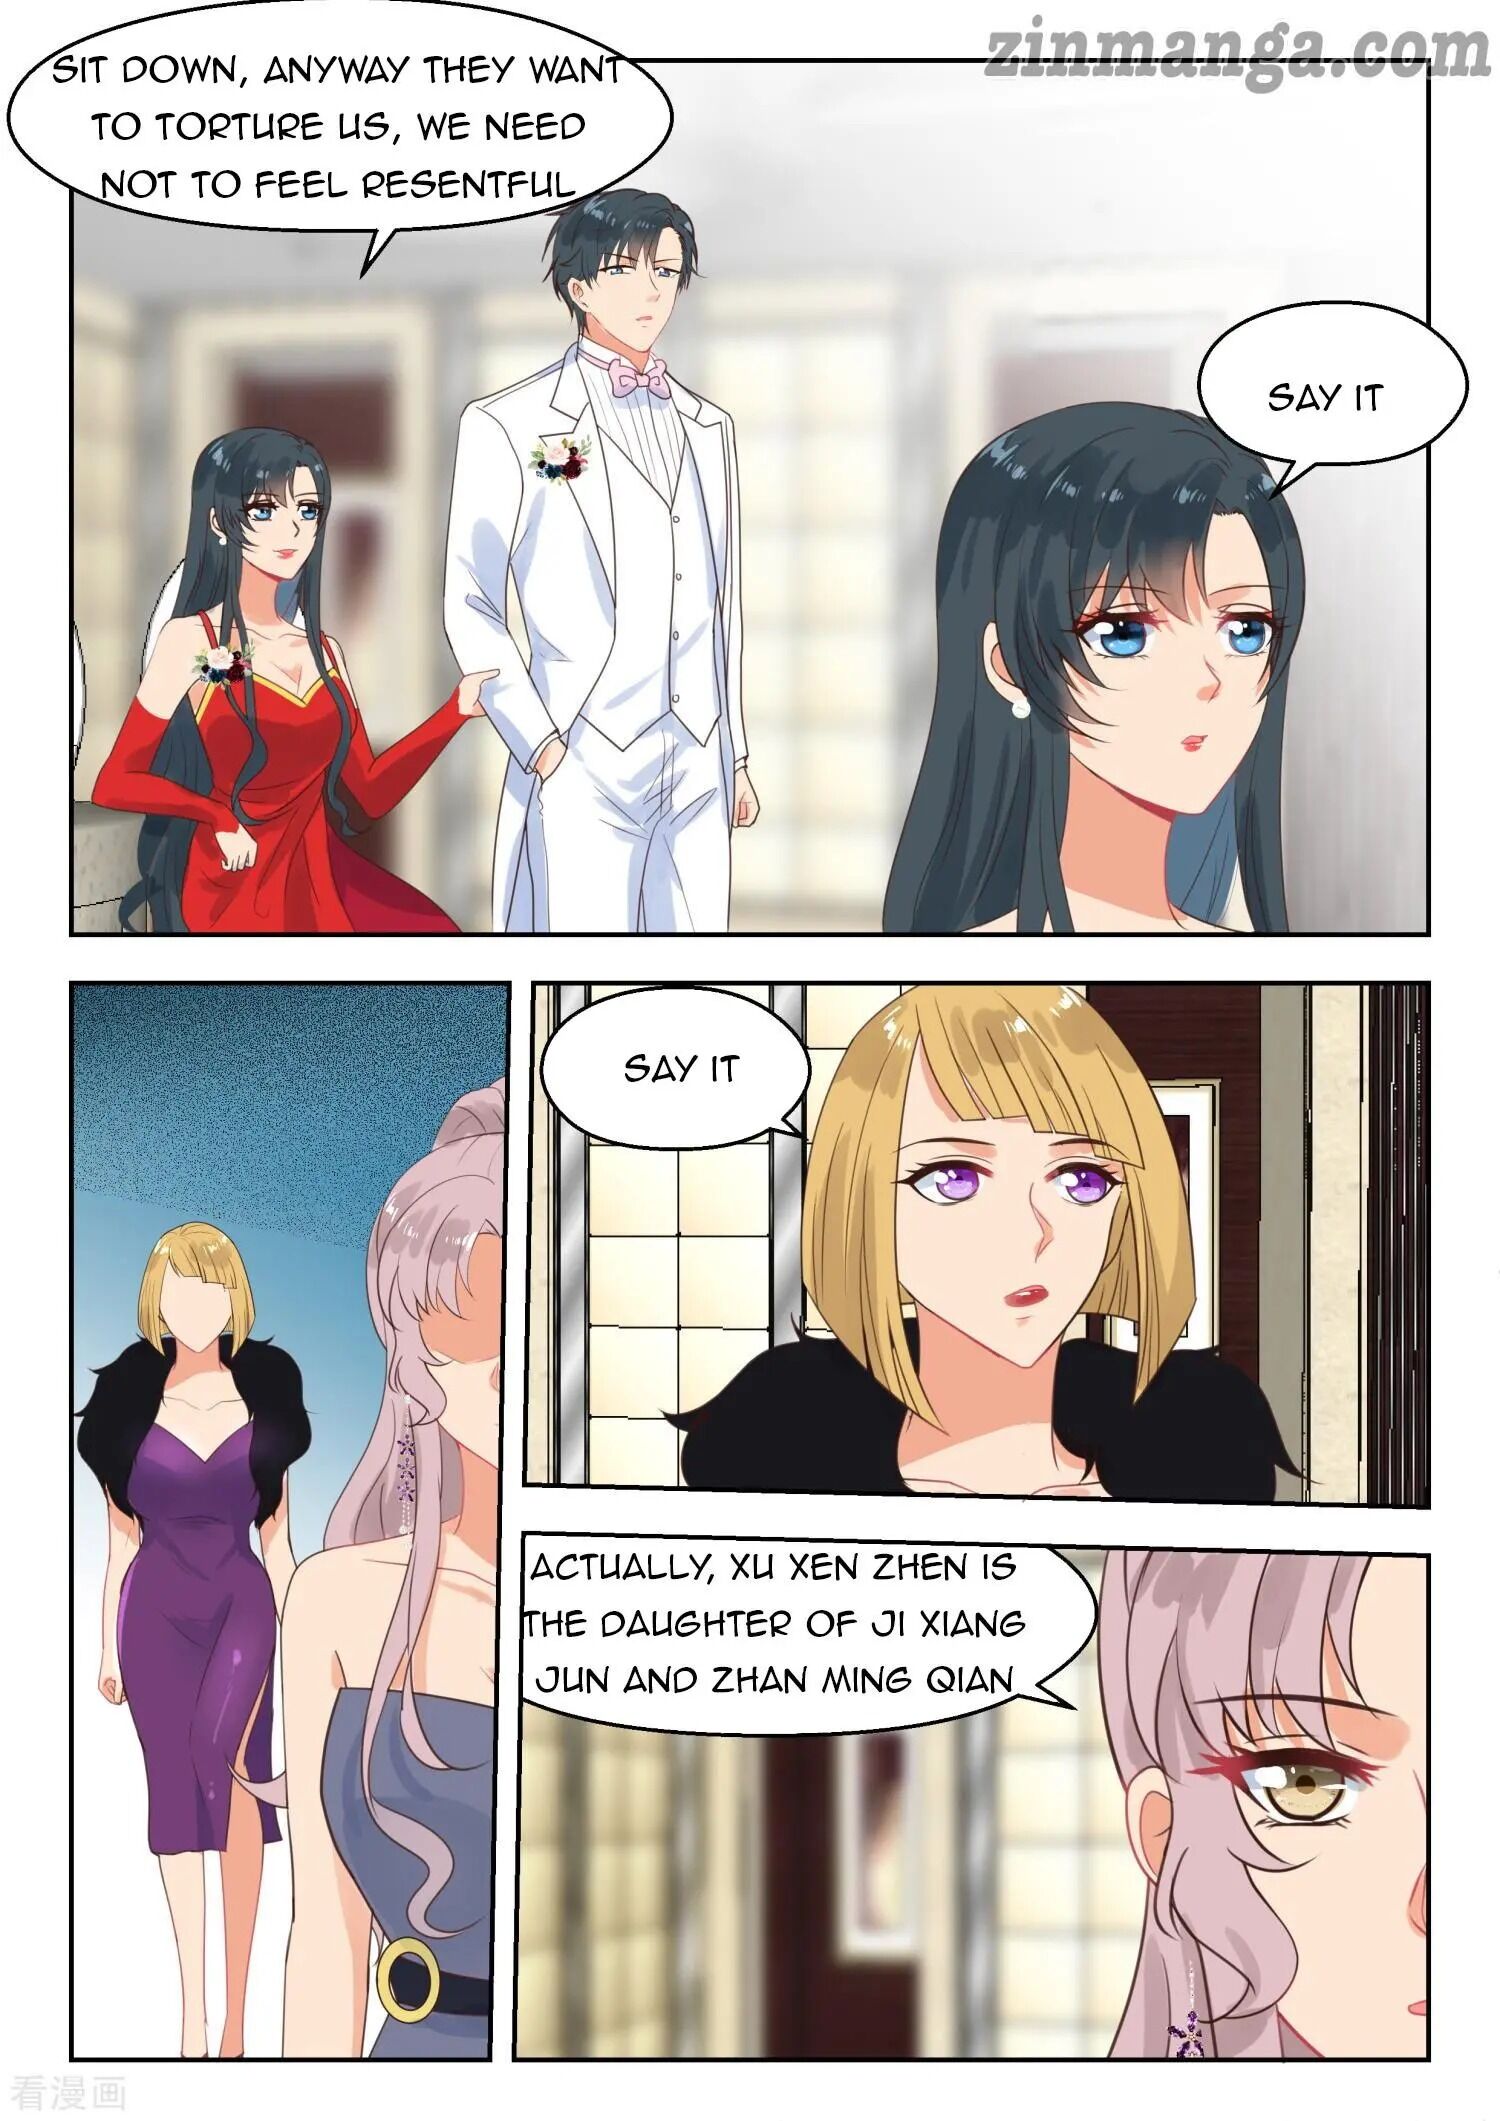 zinmanga.com
SIT DOWN, ANYWAY THEY WANT
TO TORTURE US, WE NEED
NOT TO FEEL RESENTFUL
SAY IT
SAY IT
ACTUALLY, XU XEN ZHEN IS
THE DAUGHTER OF JI XIANG
JUN AND ZHAN MING QIAN
看漫画